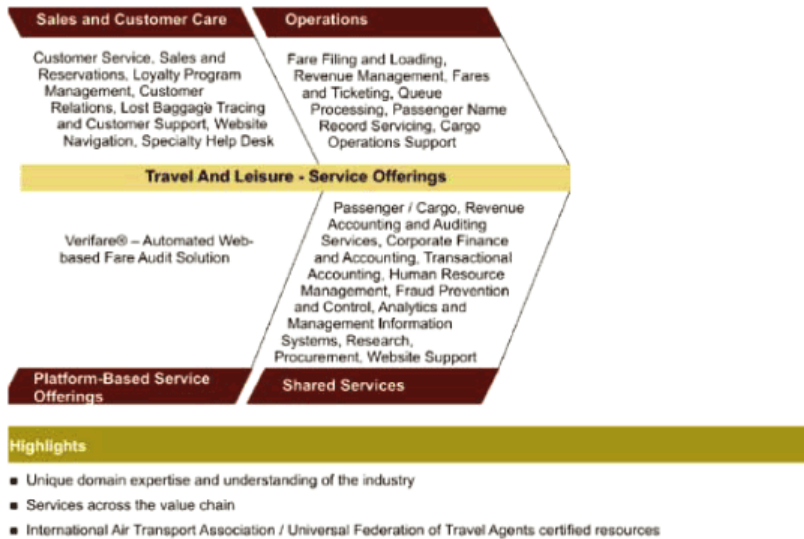 Sales and Customer Care
Customer Service, Sales and
Reservations, Loyalty Program
Management, Customer
Relations, Lost Baggage Tracing
and Customer Support, Website
Navigation, Specialty Help Desk
Operations
Fare Filing and Loading,
Revenue Management, Fares
and Ticketing, Queue
Processing, Passenger Name
Record Servicing, Cargo
Operations Support
Travel And Leisure - Service Offerings
Verifare® – Automated Web-
based Fare Audit Solution
Platform-Based Service
Offerings
Passenger / Cargo, Revenue
Accounting and Auditing
Services, Corporate Finance
and Accounting, Transactional
Accounting, Human Resource
Management, Fraud Prevention
and Control, Analytics and
Management Information
Systems, Research,
Procurement, Website Support
Shared Services
Highlights
■ Unique domain expertise and understanding of the industry
■ Services across the value chain
■ International Air Transport Association / Universal Federation of Travel Agents certified resources